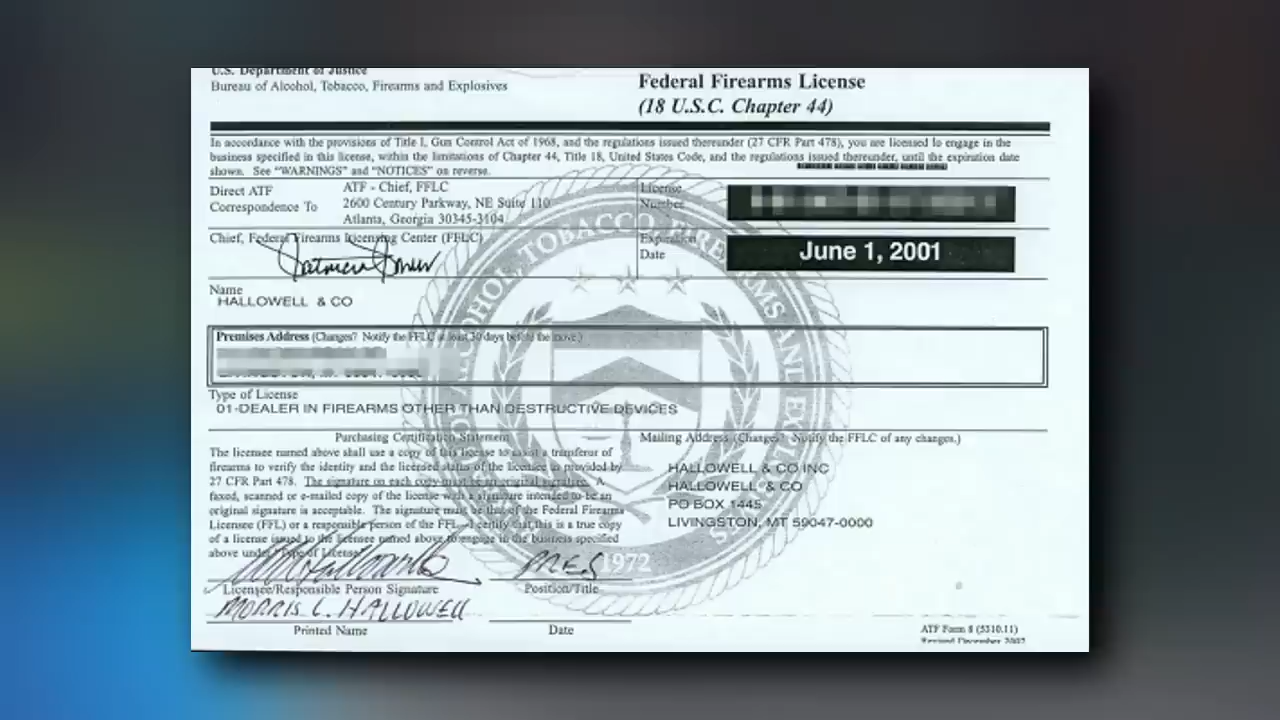 U.S. Department of Justice
Bureau of Alcohol, Tobacco, Firearms and Explosives
Federal Firearms License
(18 U.S.C. Chapter 44)
In accordance with the provisions of Title I, Gun Control Act of 1968, and the regulations issued thereunder (27 CFR Part 478), you are licensed to engage in the
business specified in this license, within the limitations of Chapter 44, Title 18, United States Code, and the regulations issued thereunder, until the expiration date
shown. See "WARNINGS" and "NOTICES" on reverse.
Direct ATF
Correspondence To
ATF - Chief, FFLC
2600 Century Parkway, NE Suite 110
Atlanta, Georgia 30345-3104
License
Number
Chief, Federal Firearms Licensing Center (FFLC)
Expiration
Date
June 1, 2001
Name
HALLOWELL & CO
Premises Address (Changes? Notify the FFLC at least 30 days before the move.)
Type of License
01-DEALER IN FIREARMS OTHER THAN DESTRUCTIVE DEVICES
Purchasing Certification Statement
The licensee named above shall use a copy of this license to assist a transferor of
firearms to verify the identity and the licensed status of the licensee as provided by
27 CFR Part 478. The signature on each copy must be an original signature. A
faxed, scanned or e-mailed copy of the license with a signature intended to be an
original signature is acceptable. The signature must be that of the Federal Firearms
Licensee (FFL) or a responsible person of the FFL. I certify that this is a true copy
of a license issued to the licensee named above to engage in the business specified
above under "Type of License"
Mailing Address (Changes? Notify the FFLC of any changes.)
HALLOWELL & CO INC
HALLOWELL & CO
PO BOX 1445
LIVINGSTON, MT 59047-0000
PRES
Licensee/Responsible Person Signature
Position/Title
MORRIS L. HALLOWELL
Printed Name
Date
ALCOHOL, TOBACCO, FIREARMS AND EXPLOSIVES
1972
ATF Form 8 (5310.11)
Revised December 2002